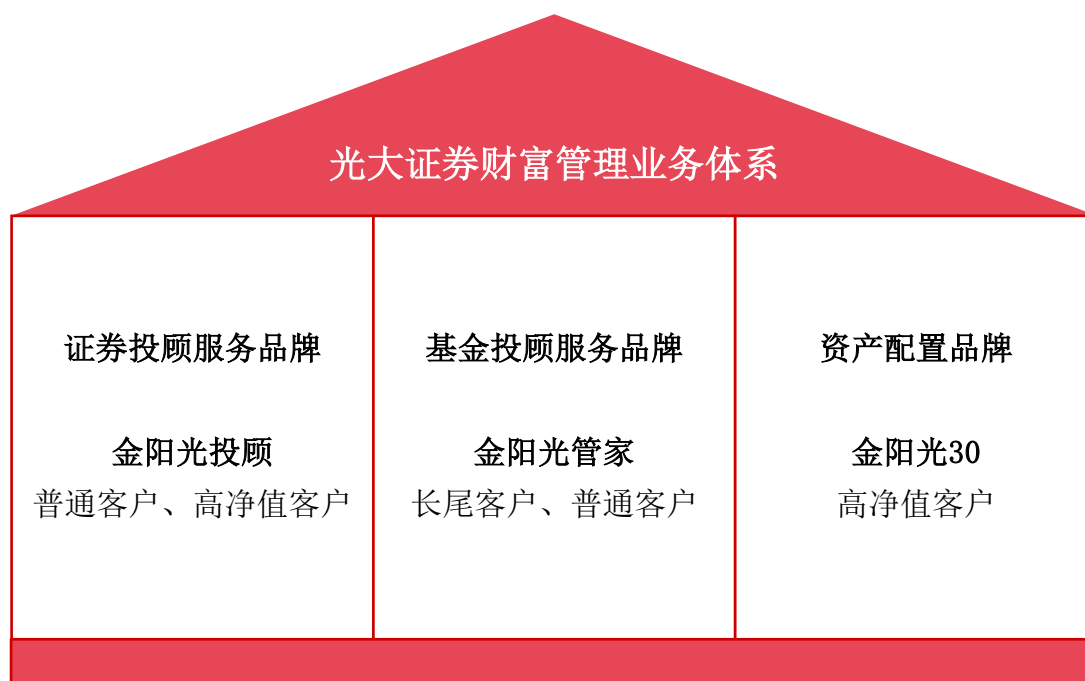 光大证券财富管理业务体系
证券投顾服务品牌
金阳光投顾
普通客户、高净值客户
基金投顾服务品牌
金阳光管家
长尾客户、普通客户
资产配置品牌
金阳光30
高净值客户